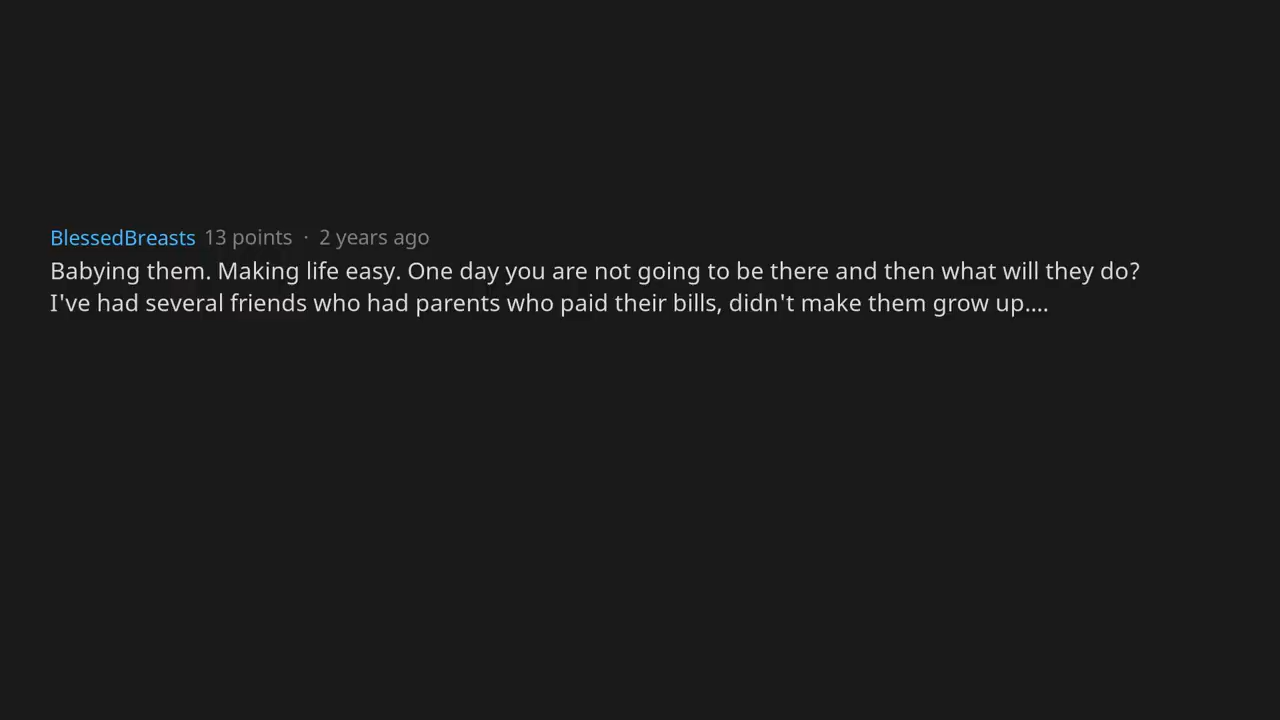 BlessedBreasts 13 points · 2 years ago
Babying them. Making life easy. One day you are not going to be there and then what will they do?
I've had several friends who had parents who paid their bills, didn't make them grow up....